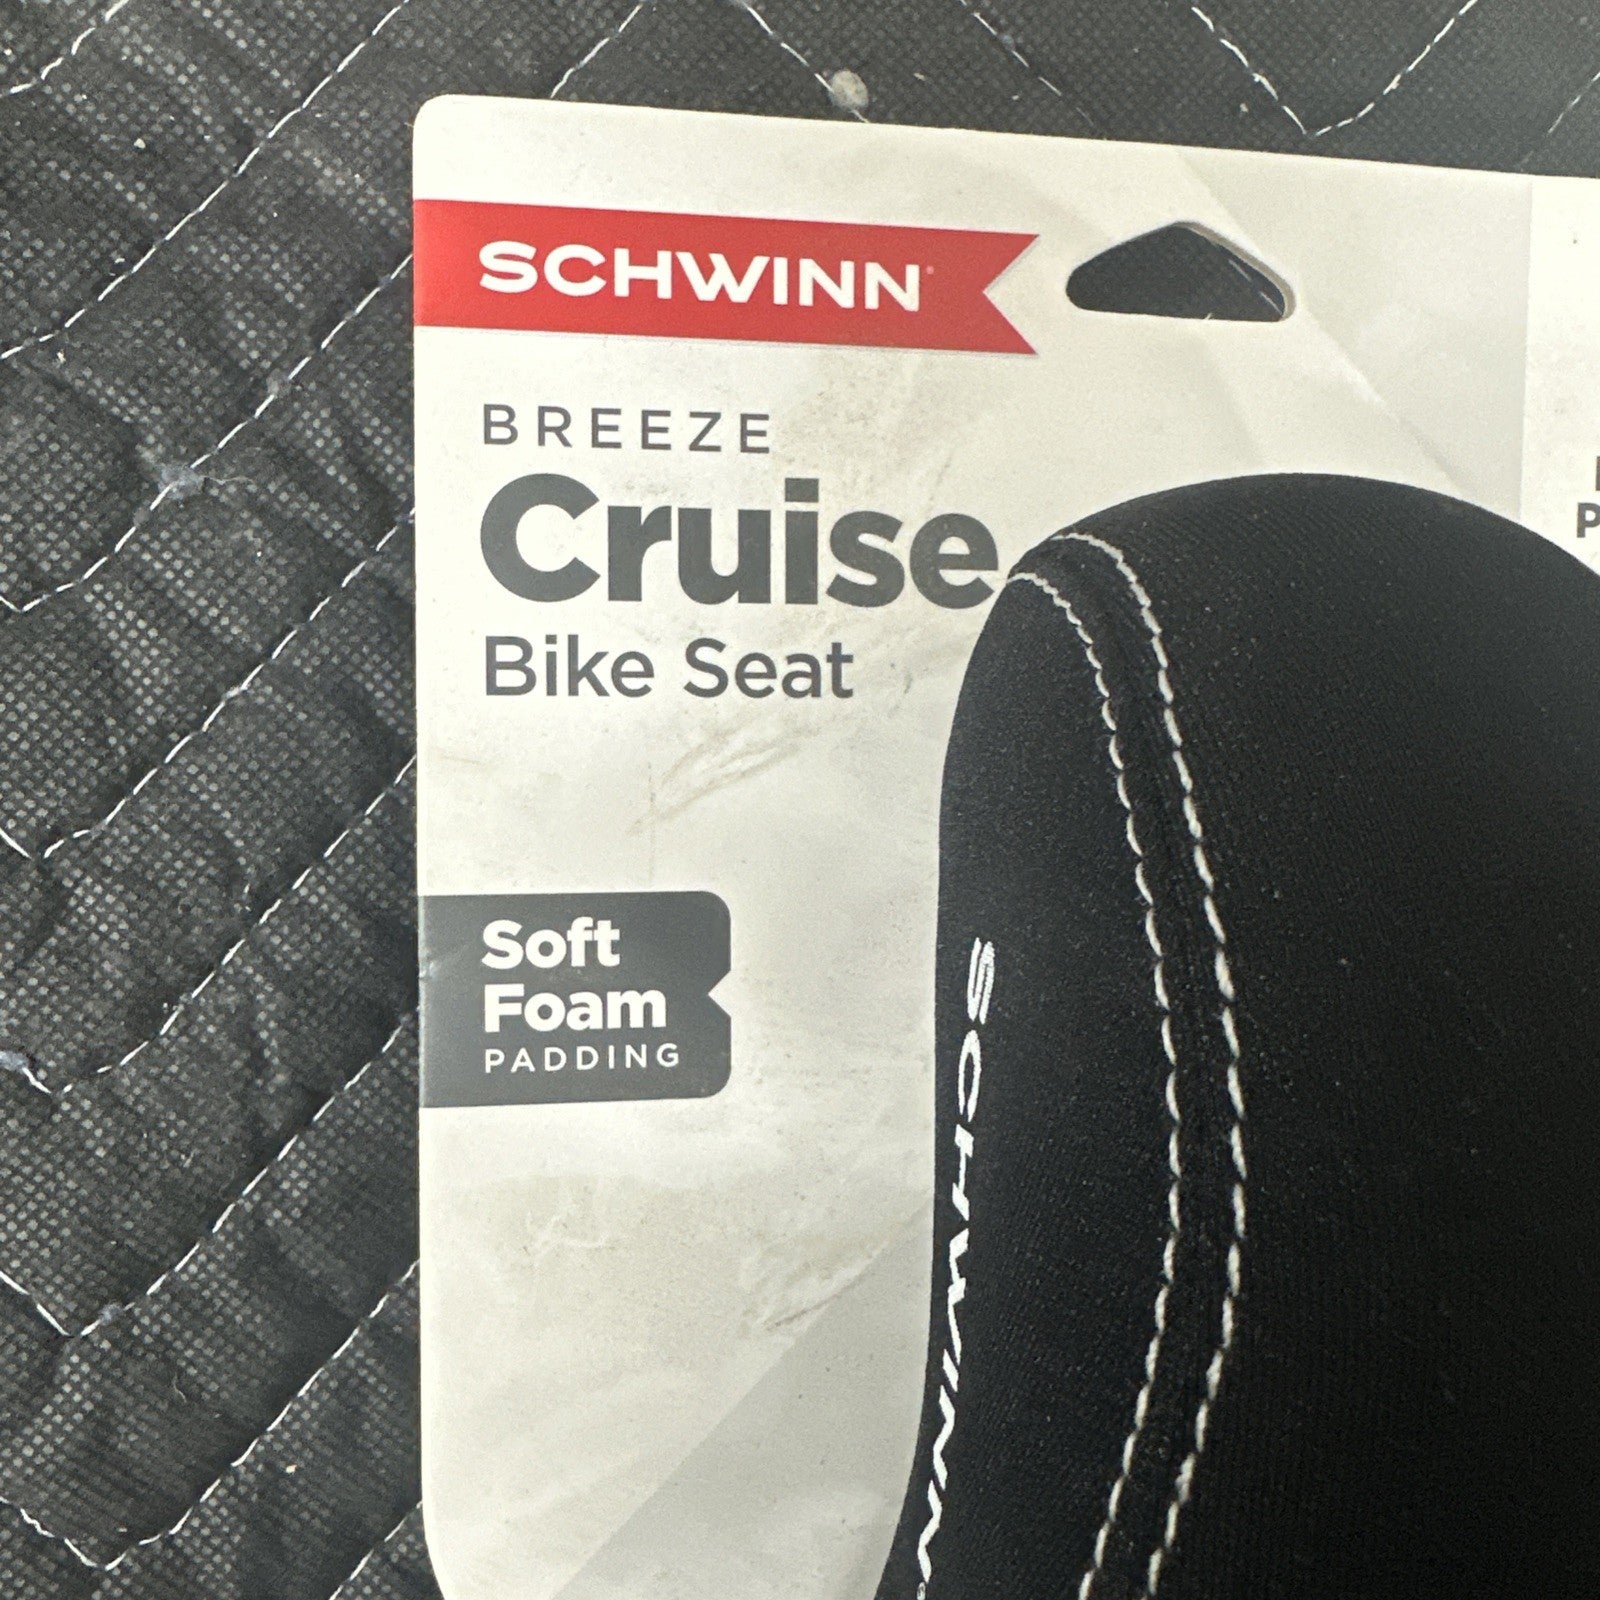 SCHWINN
BREEZE
Cruise
Bike Seat
Soft
Foam
PADDING
SCHWINN